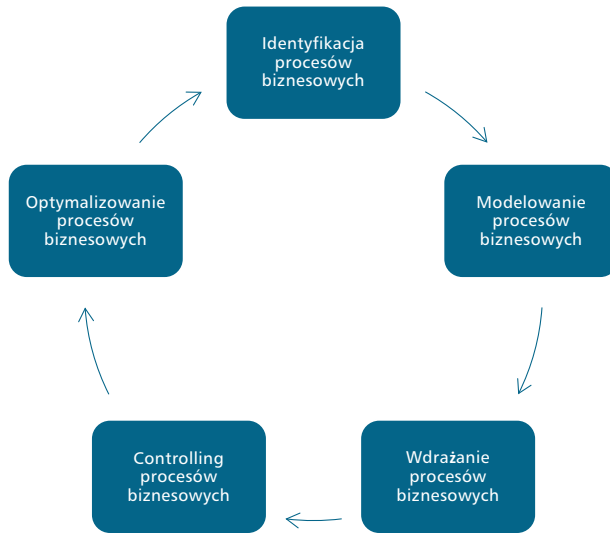 Identyfikacja
procesów
biznesowych
Modelowanie
procesów
biznesowych
Wdrażanie
procesów
biznesowych
Controlling
procesów
biznesowych
Optymalizowanie
procesów
biznesowych